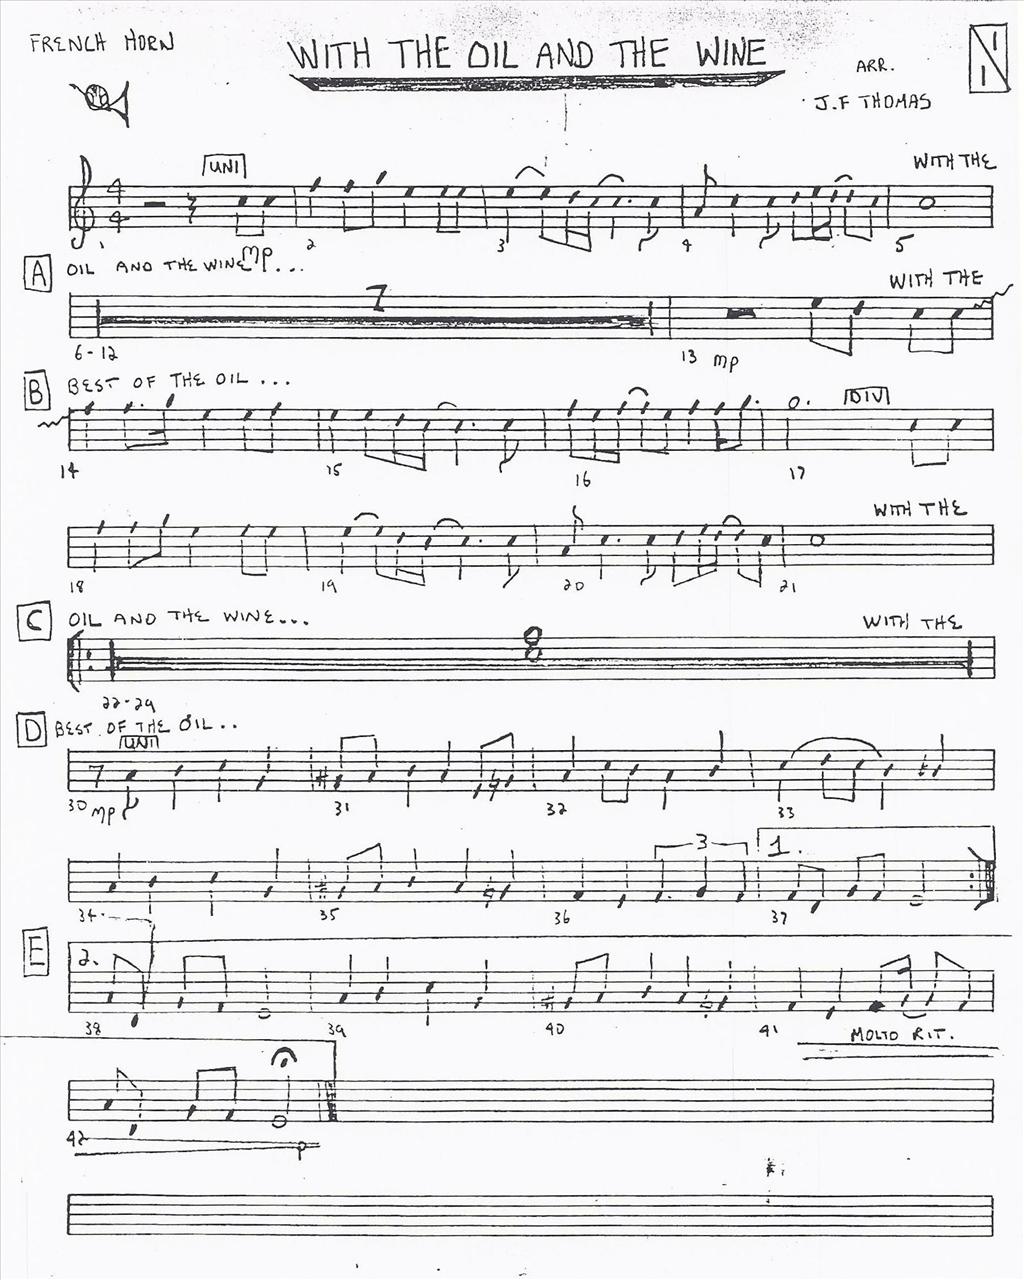 FRENCH HORN
WITH THE OIL AND THE WINE
ARR.
J.F THOMAS
UNI
WITH THE
4
4
1 mp 2 3 4 5
A OIL AND THE WINE...
WITH THE
7
6-12 13 mp
B BEST OF THE OIL...
DIV
14 15 16 17
WITH THE
18 19 20 21
C OIL AND THE WINE...
WITH THE
8
22-29
D BEST OF THE OIL..
UNI
30 mp 31 32 33
3 1.
34 35 36 37
E 2.
38 39 40 41
MOLTO RIT.
42 p